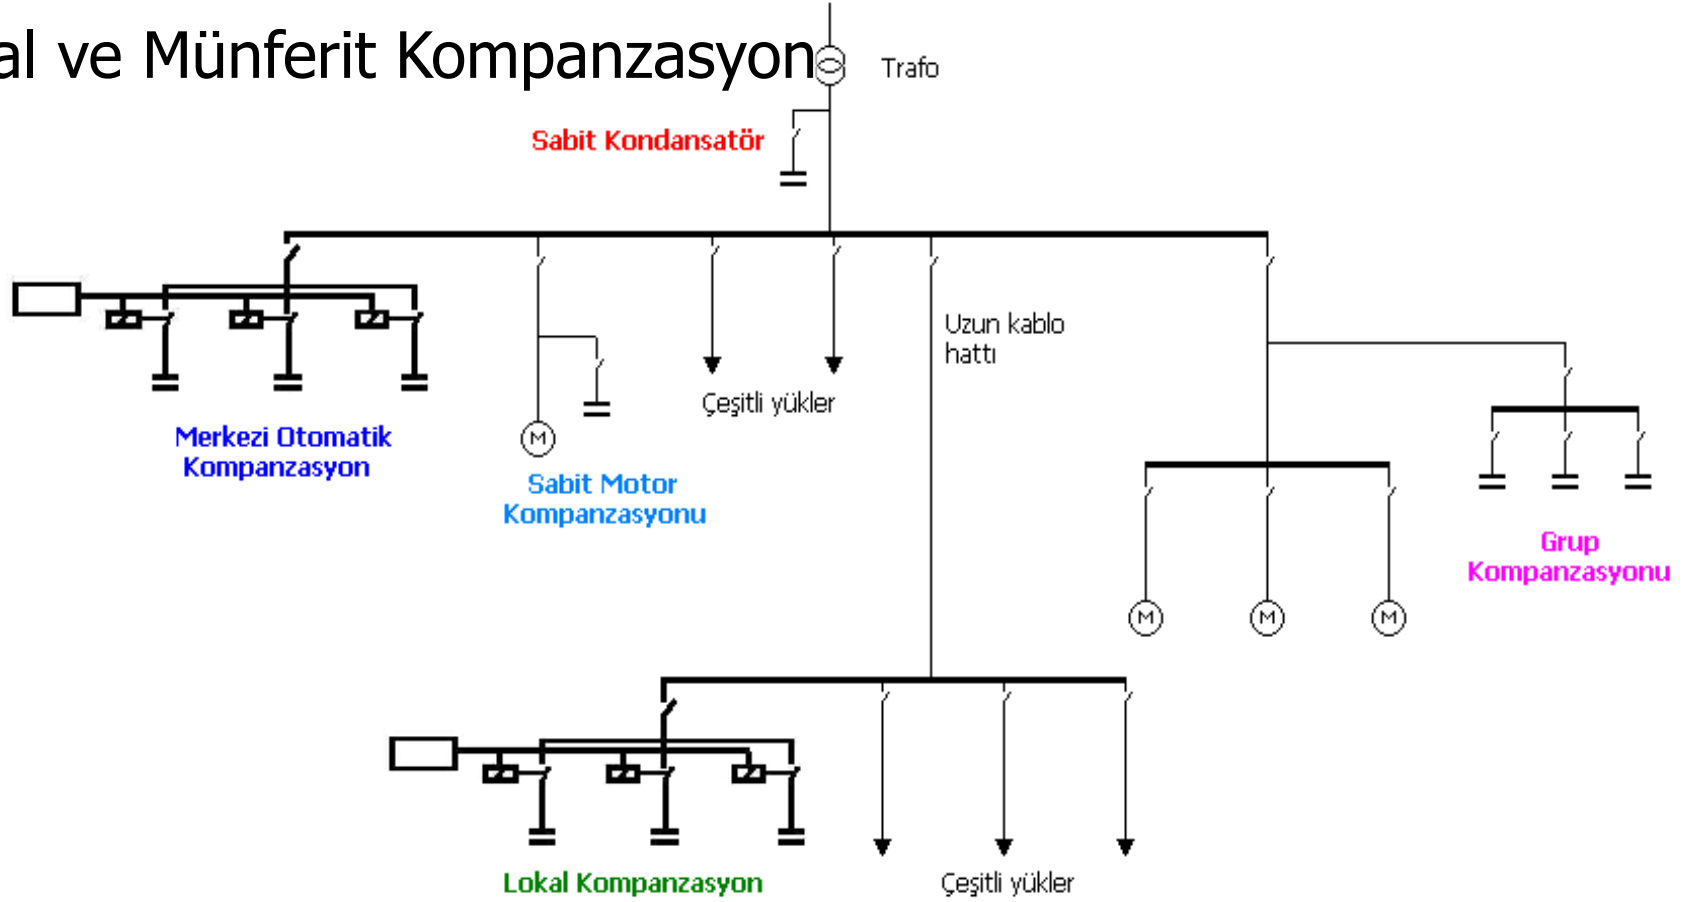 al ve Münferit Kompanzasyon
Trafo
Sabit Kondansatör
Uzun kablo
hattı
Çeşitli yükler
Merkezi Otomatik
Kompanzasyon
M
Sabit Motor
Kompanzasyonu
Grup
Kompanzasyonu
M
M
M
Lokal Kompanzasyon
Çeşitli yükler